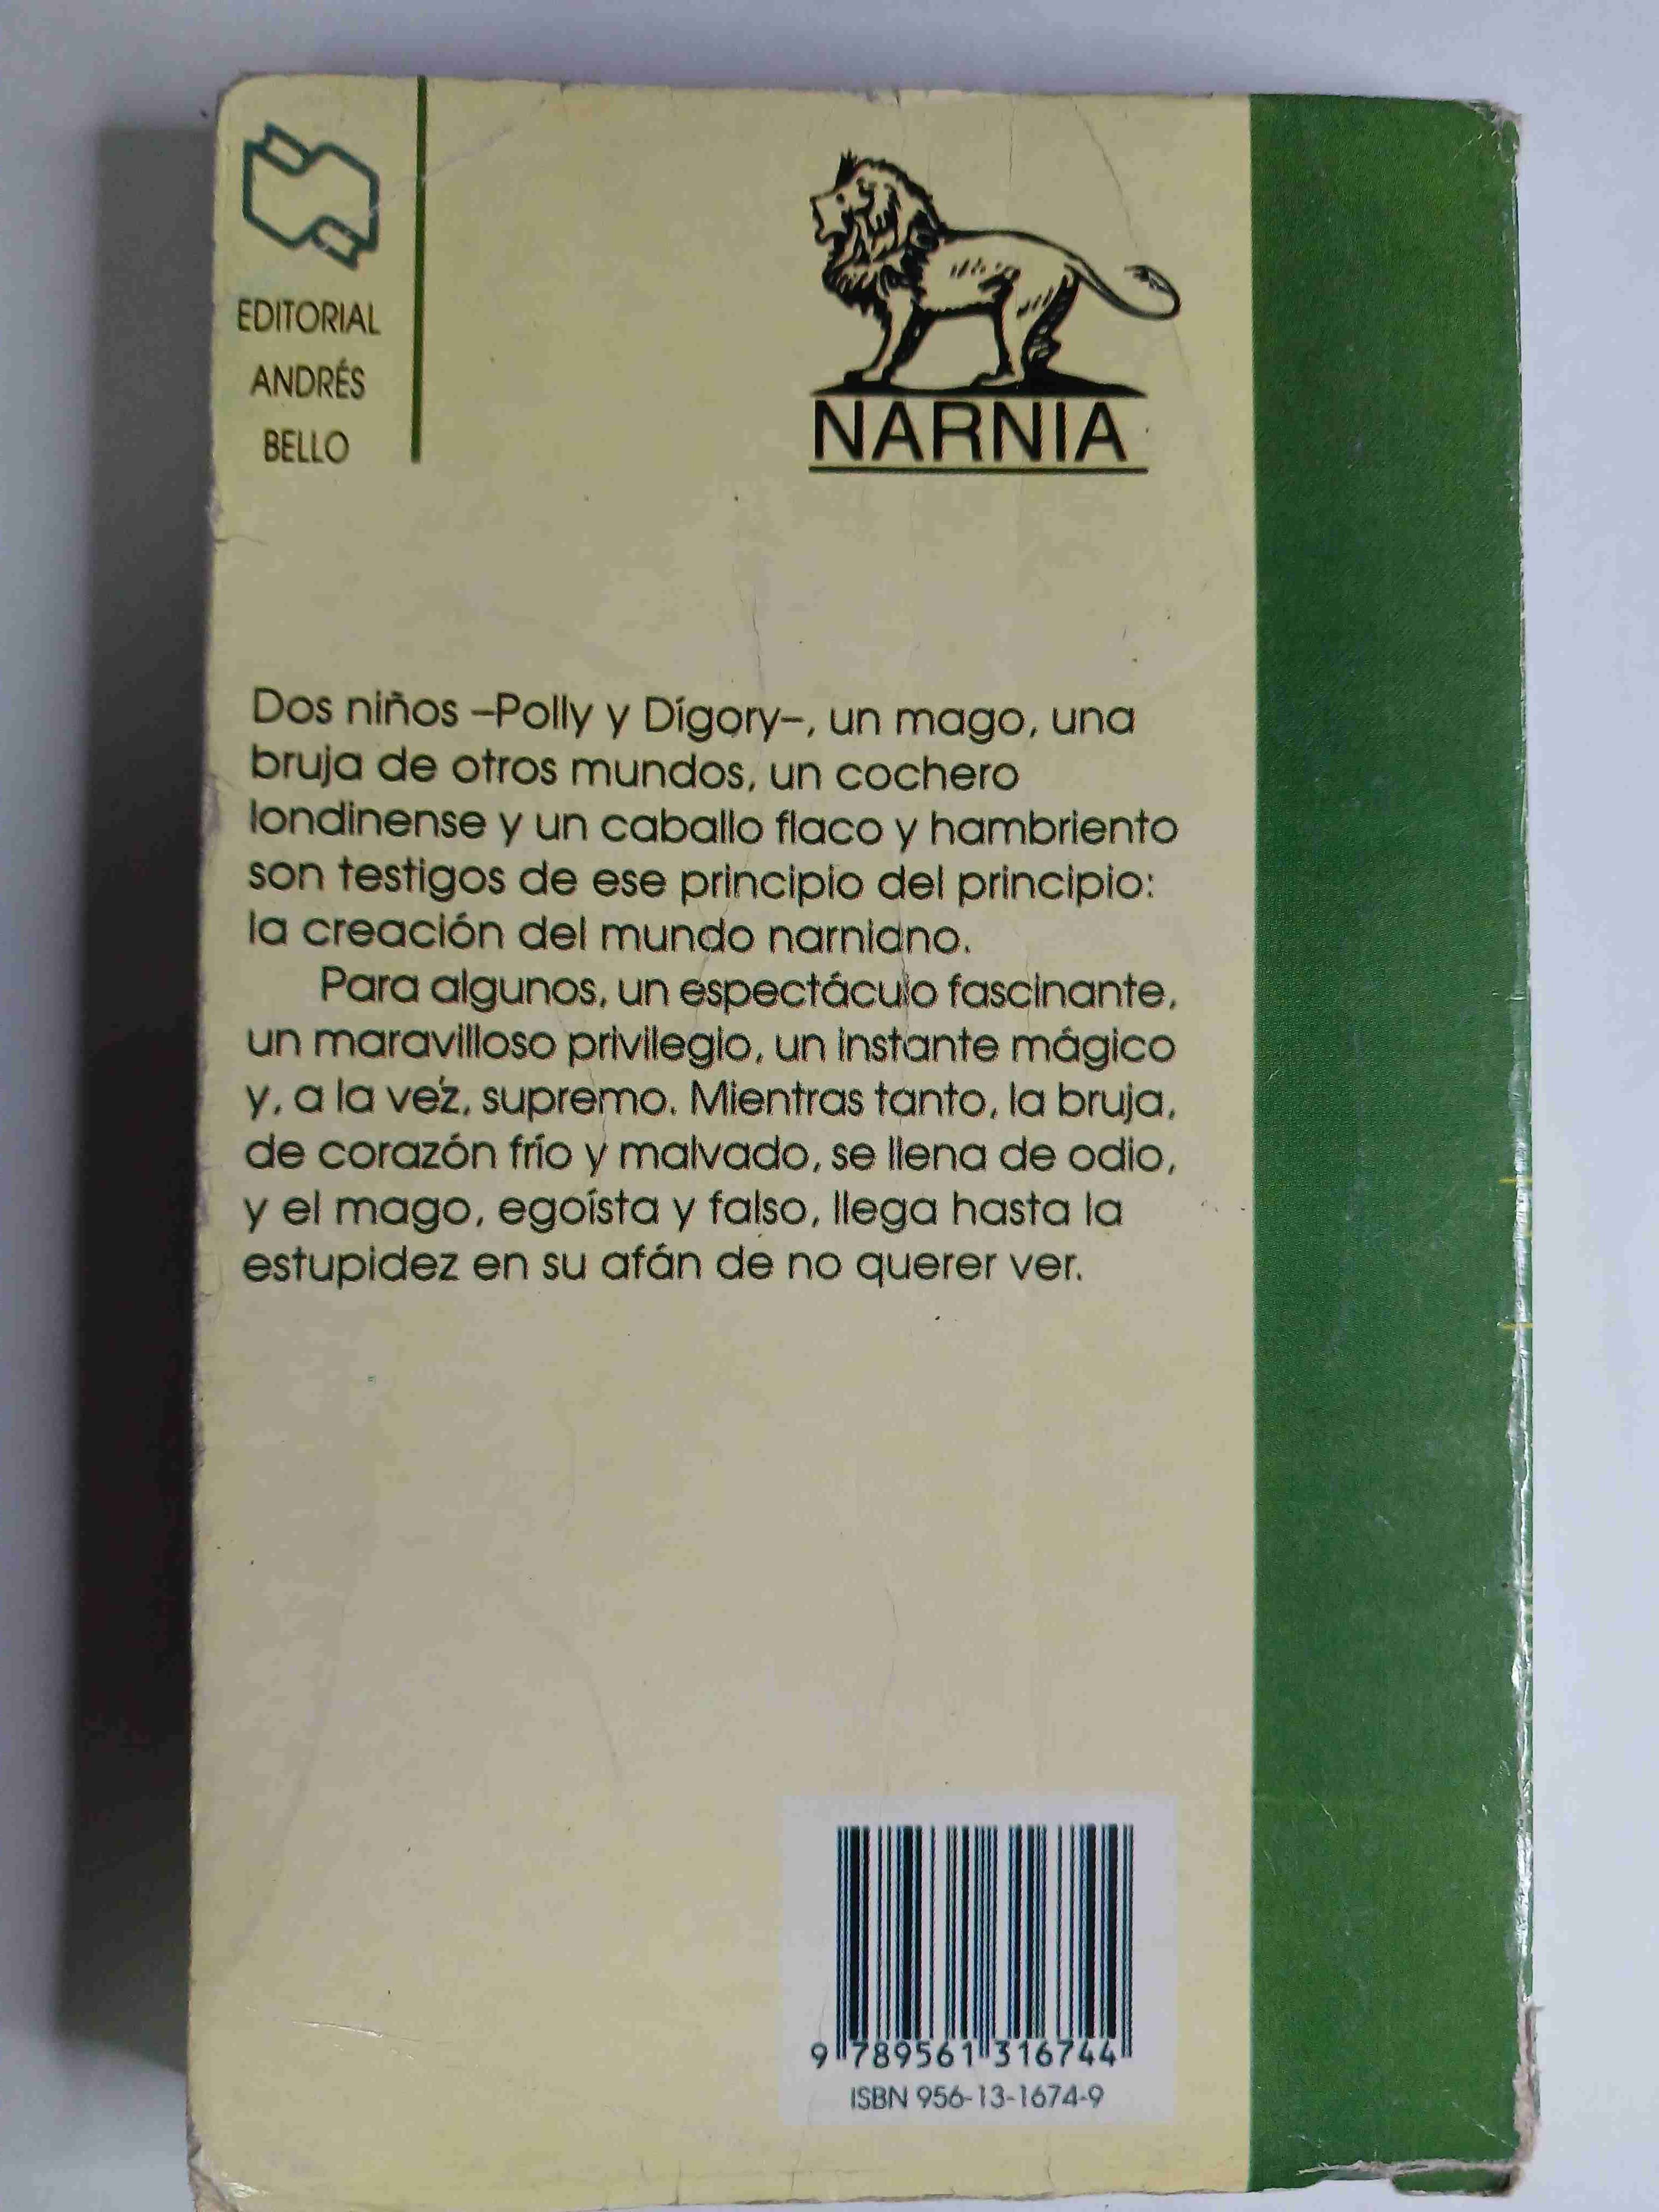 EDITORIAL
ANDRÉS
BELLO
NARNIA
Dos niños –Polly y Dígory–, un mago, una
bruja de otros mundos, un cochero
londinense y un caballo flaco y hambriento
son testigos de ese principio del principio:
la creación del mundo narniano.
Para algunos, un espectáculo fascinante,
un maravilloso privilegio, un instante mágico
y, a la vez, supremo. Mientras tanto, la bruja,
de corazón frío y malvado, se llena de odio,
y el mago, egoísta y falso, llega hasta la
estupidez en su afán de no querer ver.
9 789561 316744
ISBN 956-13-1674-9